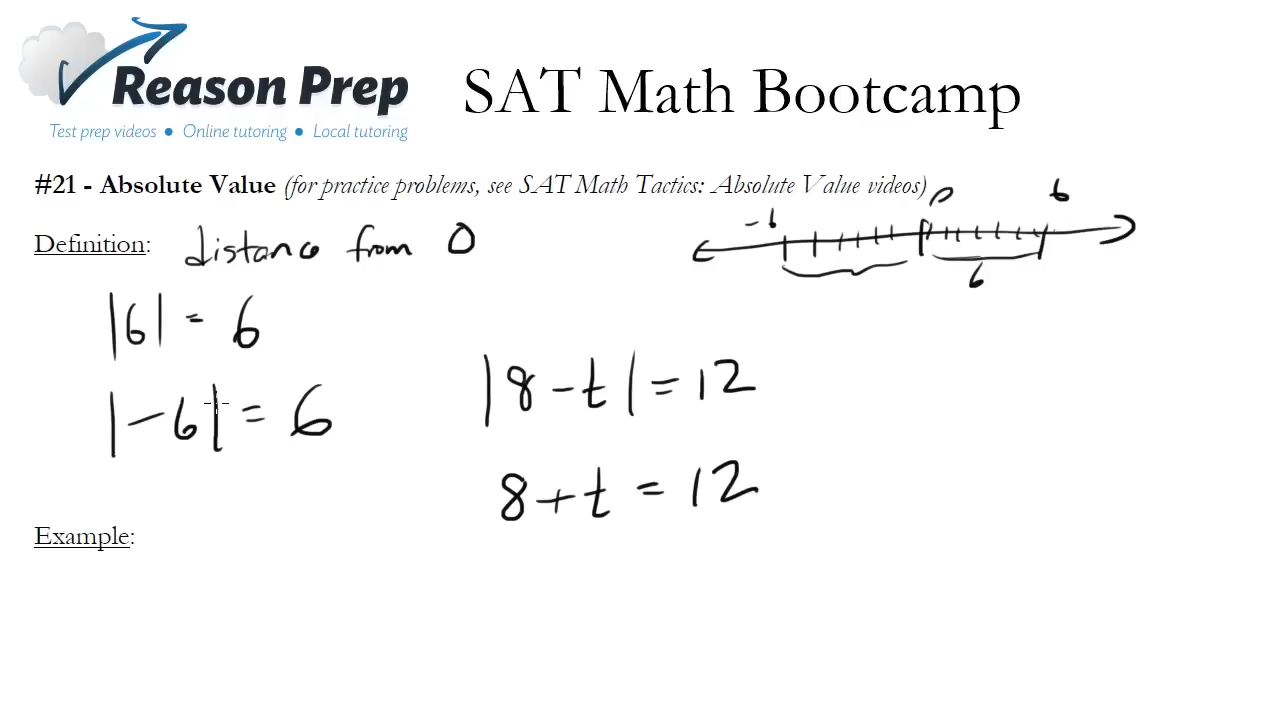 Reason Prep
Test prep videos ● Online tutoring ● Local tutoring
SAT Math Bootcamp
#21 - Absolute Value (for practice problems, see SAT Math Tactics: Absolute Value videos)
0 6
-6
Definition: distance from 0
6
|6| = 6
|8-t| = 12
|-6| = 6
8+t = 12
Example: